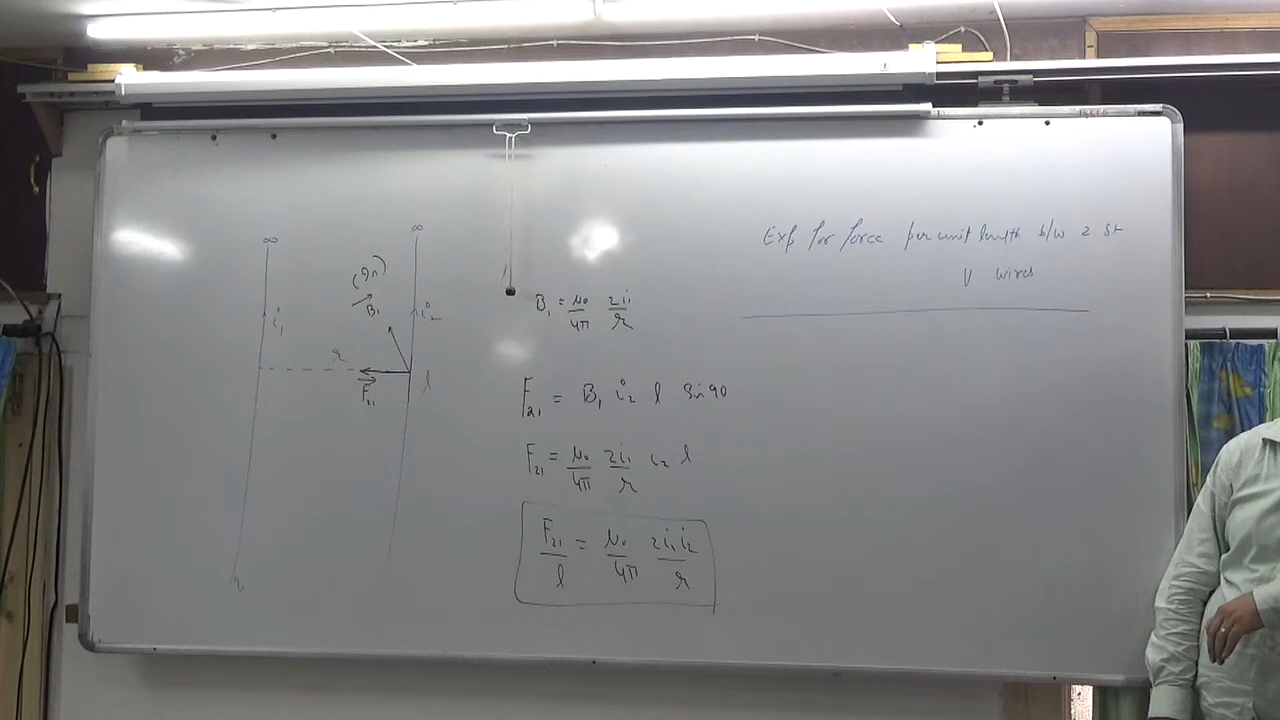 Exp for force per unit length b/w 2 st
wires
∞
∞
(In)
B₁
i₁
i₂
r
F₂₁
l
B₁ = μ₀/4π 2i₁/r
F₂₁ = B₁ i₂ l Sin 90
F₂₁ = μ₀/4π 2i₁/r i₂ l
F₂₁/l = μ₀/4π 2i₁i₂/r